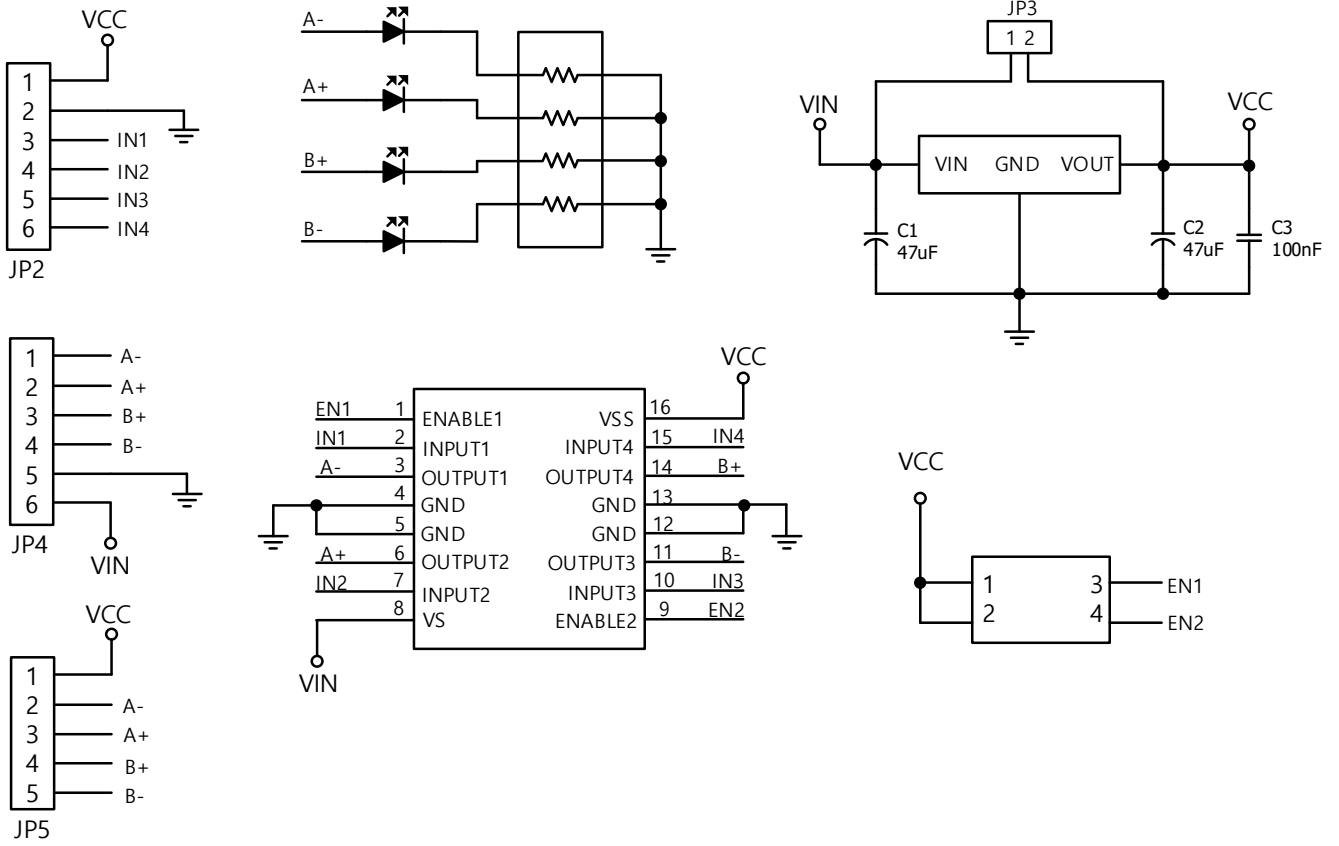 VCC
1
2
3 IN1
4 IN2
5 IN3
6 IN4
JP2
A-
A+
B+
B-
JP3
1 2
VIN
VCC
VIN GND VOUT
C1
47uF
C2
47uF
C3
100nF
1 A-
2 A+
3 B+
4 B-
5
6
JP4
VIN
VCC
1
2 A-
3 A+
4 B+
5 B-
JP5
VCC
EN1 1 ENABLE1 VSS 16
IN1 2 INPUT1 INPUT4 15 IN4
A- 3 OUTPUT1 OUTPUT4 14 B+
4 GND GND 13
5 GND GND 12
A+ 6 OUTPUT2 OUTPUT3 11 B-
IN2 7 INPUT2 INPUT3 10 IN3
8 VS ENABLE2 9 EN2
VIN
VCC
1 3 EN1
2 4 EN2